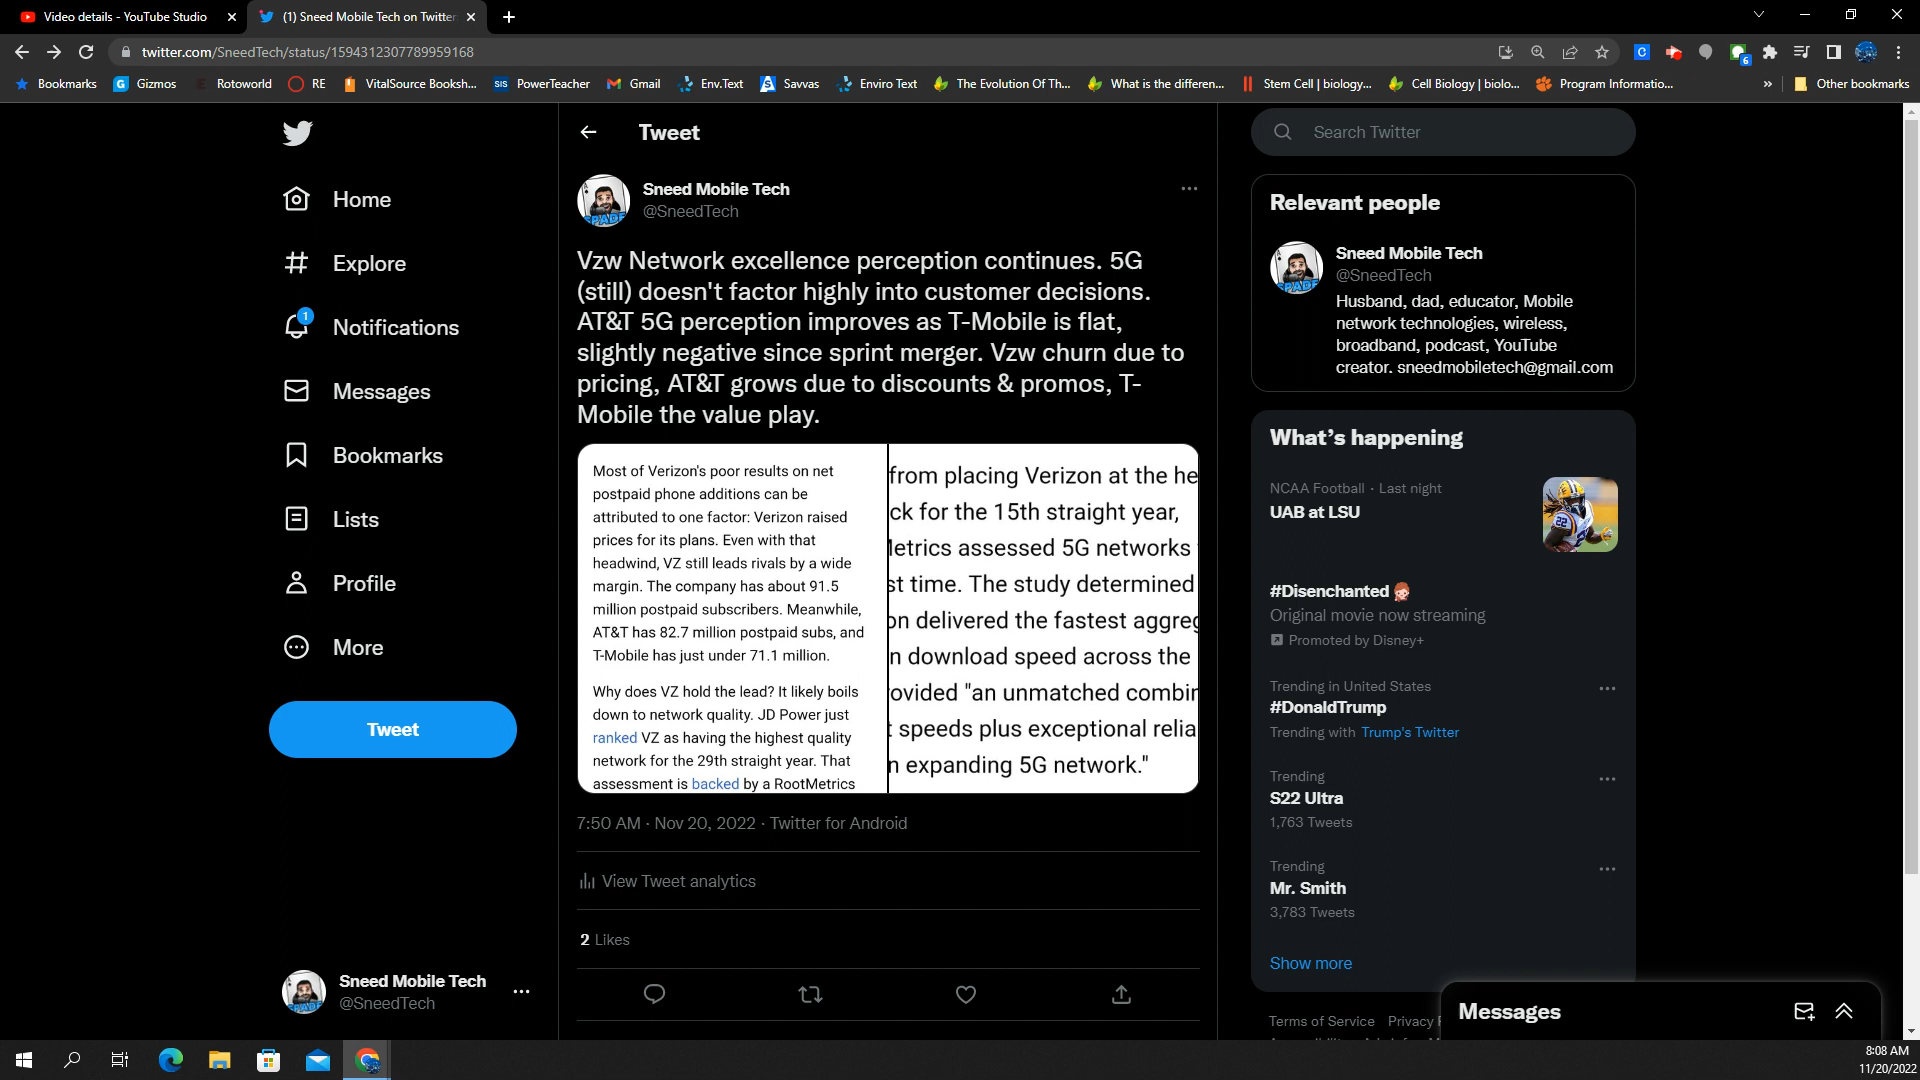 Video details - YouTube Studio
(1) Sneed Mobile Tech on Twitter
twitter.com/SneedTech/status/1594312307789959168
Bookmarks
Gizmos
Rotoworld
RE
VitalSource Booksh...
SIS PowerTeacher
Gmail
Env.Text
Savvas
Enviro Text
The Evolution Of Th...
What is the differen...
Stem Cell | biology...
Cell Biology | biolo...
Program Informatio...
»
Other bookmarks
Home
Explore
1
Notifications
Messages
Bookmarks
Lists
Profile
More
Tweet
Sneed Mobile Tech
@SneedTech
Tweet
Sneed Mobile Tech
@SneedTech
Vzw Network excellence perception continues. 5G
(still) doesn't factor highly into customer decisions.
AT&T 5G perception improves as T-Mobile is flat,
slightly negative since sprint merger. Vzw churn due to
pricing, AT&T grows due to discounts & promos, T-
Mobile the value play.
Most of Verizon's poor results on net
postpaid phone additions can be
attributed to one factor: Verizon raised
prices for its plans. Even with that
headwind, VZ still leads rivals by a wide
margin. The company has about 91.5
million postpaid subscribers. Meanwhile,
AT&T has 82.7 million postpaid subs, and
T-Mobile has just under 71.1 million.
Why does VZ hold the lead? It likely boils
down to network quality. JD Power just
ranked VZ as having the highest quality
network for the 29th straight year. That
assessment is backed by a RootMetrics
from placing Verizon at the he
ck for the 15th straight year,
Metrics assessed 5G networks
st time. The study determined
on delivered the fastest aggreg
n download speed across the
ovided "an unmatched combin
t speeds plus exceptional relia
n expanding 5G network."
7:50 AM · Nov 20, 2022 · Twitter for Android
View Tweet analytics
2 Likes
Search Twitter
Relevant people
Sneed Mobile Tech
@SneedTech
Husband, dad, educator, Mobile
network technologies, wireless,
broadband, podcast, YouTube
creator. sneedmobiletech@gmail.com
What's happening
NCAA Football · Last night
UAB at LSU
#Disenchanted
Original movie now streaming
Promoted by Disney+
Trending in United States
#DonaldTrump
Trending with Trump's Twitter
Trending
S22 Ultra
1,763 Tweets
Trending
Mr. Smith
3,783 Tweets
Show more
Terms of Service Privacy
Messages
8:08 AM
11/20/2022